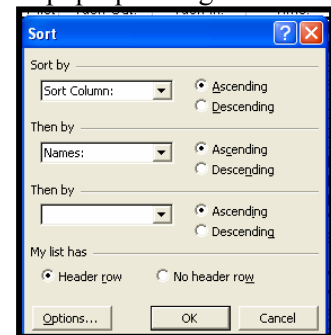 Sort
Sort by
Sort Column:
Ascending
Descending
Then by
Names:
Ascending
Descending
Then by
Ascending
Descending
My list has
Header row
No header row
Options...
OK
Cancel